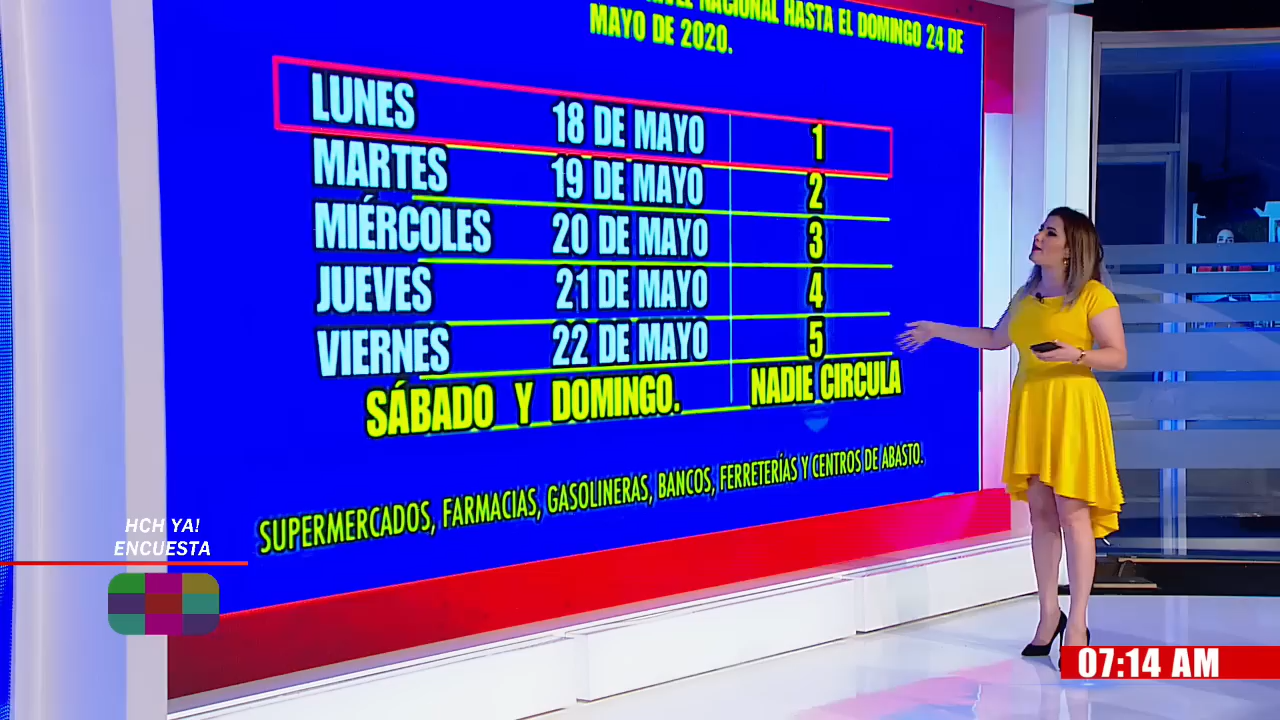 NACIONAL HASTA EL DOMINGO 24 DE
MAYO DE 2020.
LUNES 18 DE MAYO 1
MARTES 19 DE MAYO 2
MIÉRCOLES 20 DE MAYO 3
JUEVES 21 DE MAYO 4
VIERNES 22 DE MAYO 5
SÁBADO Y DOMINGO. NADIE CIRCULA
SUPERMERCADOS, FARMACIAS, GASOLINERAS, BANCOS, FERRETERÍAS Y CENTROS DE ABASTO.
HCH YA!
ENCUESTA
07:14 AM